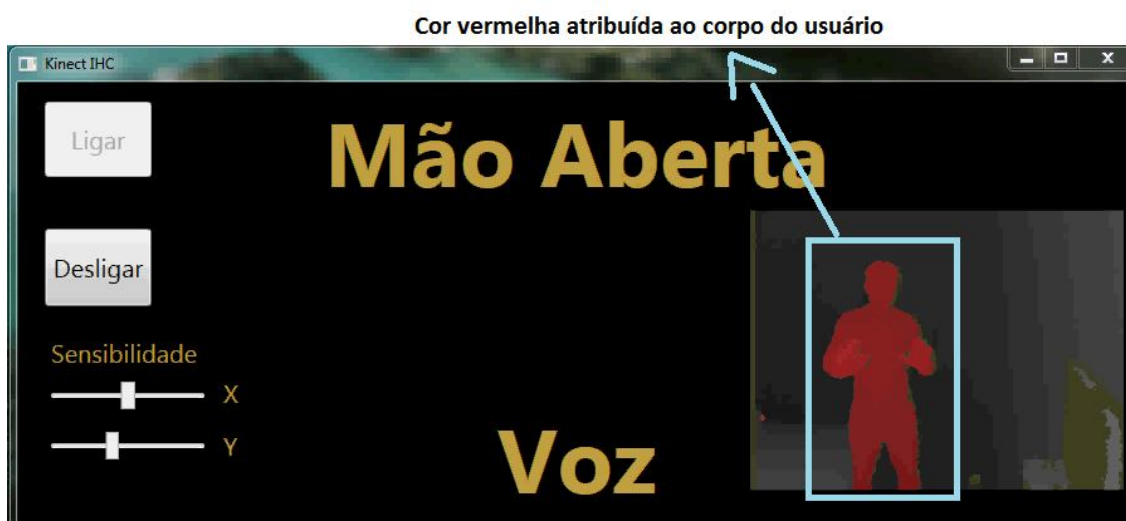 Cor vermelha atribuída ao corpo do usuário
Kinect IHC
Ligar
Mão Aberta
Desligar
Sensibilidade
X
Y
Voz